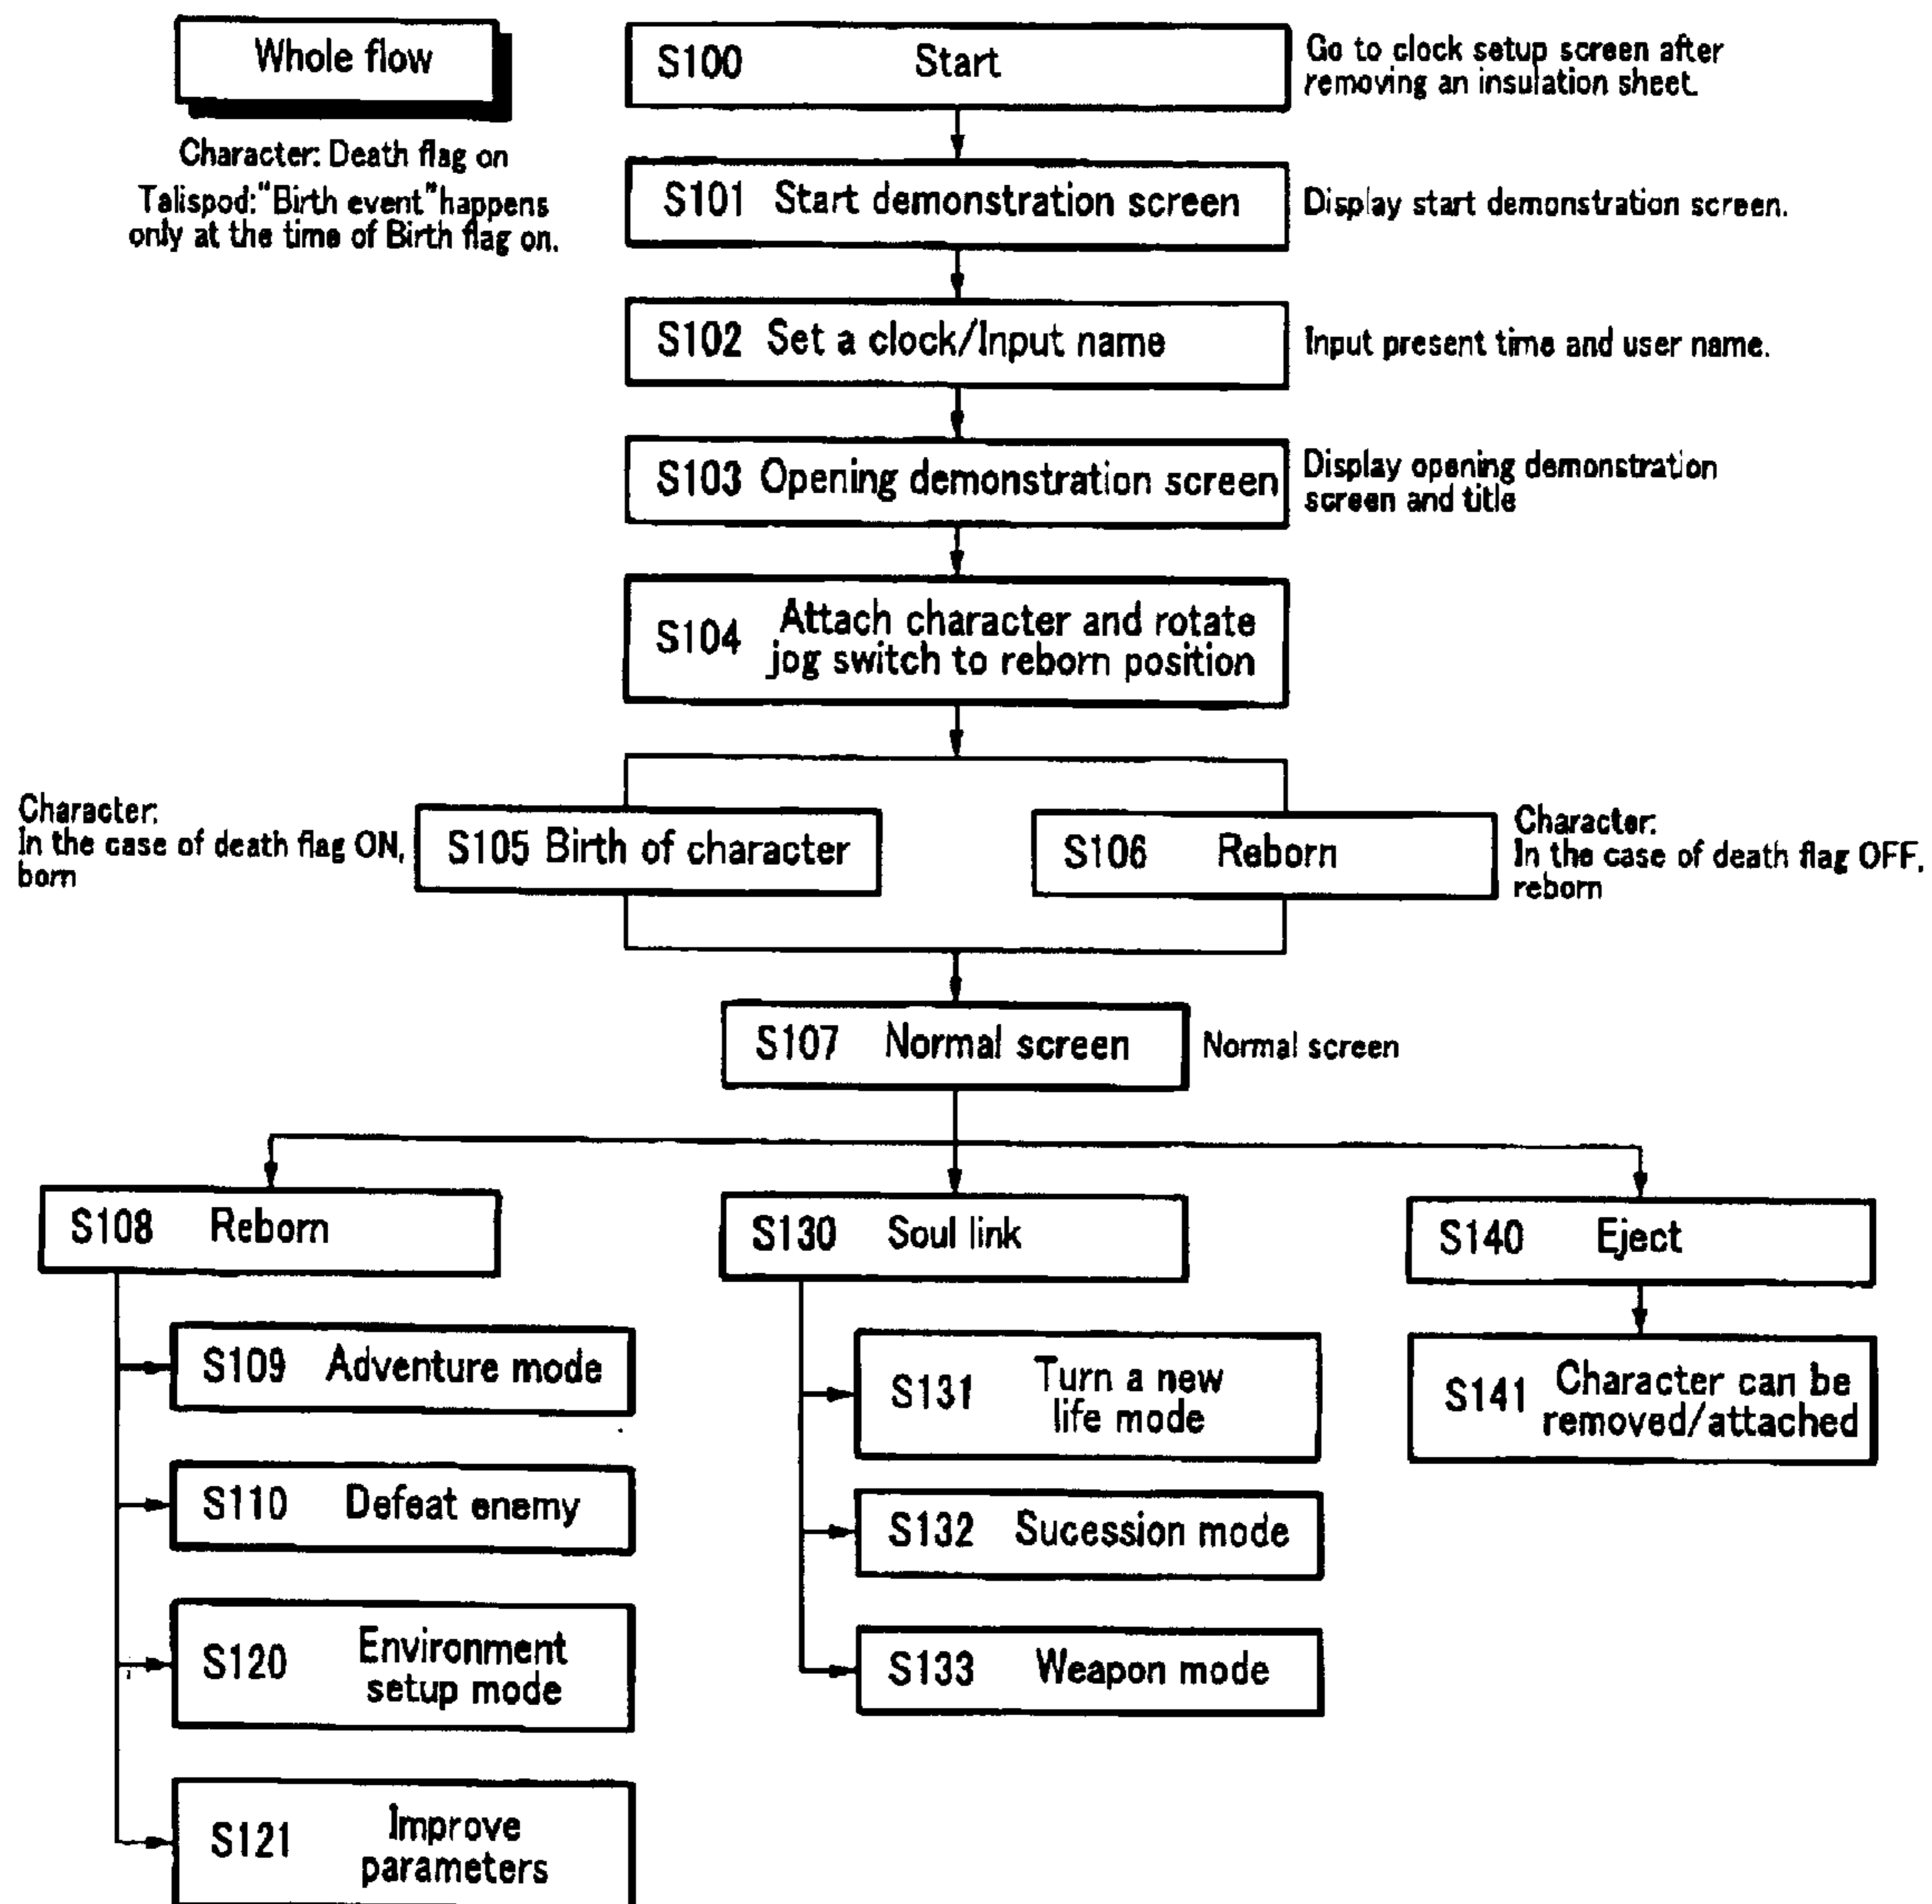 Whole flow
Character: Death flag on
Talispod:"Birth event"happens
only at the time of Birth flag on.
S100 Start
Go to clock setup screen after
removing an insulation sheet.
S101 Start demonstration screen
Display start demonstration screen.
S102 Set a clock/Input name
Input present time and user name.
S103 Opening demonstration screen
Display opening demonstration
screen and title
S104 Attach character and rotate
jog switch to reborn position
Character:
In the case of death flag ON,
born
S105 Birth of character
S106 Reborn
Character:
In the case of death flag OFF,
reborn
S107 Normal screen
Normal screen
S108 Reborn
S109 Adventure mode
S110 Defeat enemy
S120 Environment
setup mode
S121 Improve
parameters
S130 Soul link
S131 Turn a new
life mode
S132 Sucession mode
S133 Weapon mode
S140 Eject
S141 Character can be
removed/attached